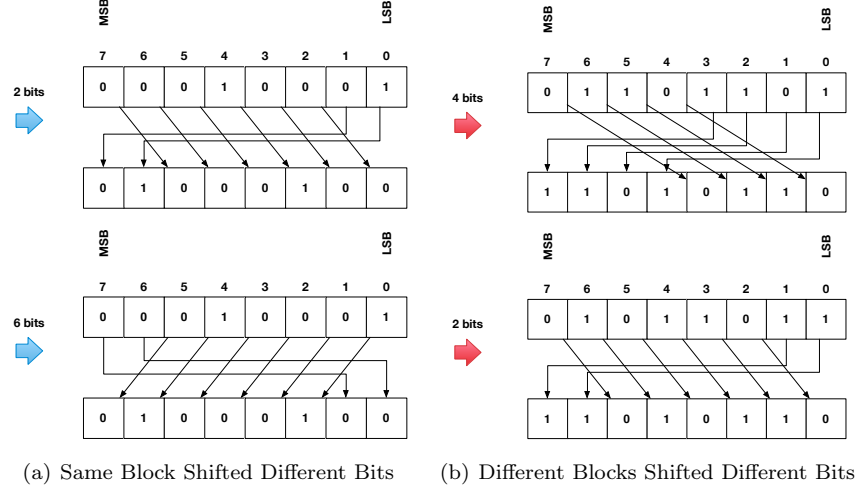 MSB LSB
7 6 5 4 3 2 1 0
2 bits
0 0 0 1 0 0 0 1
0 1 0 0 0 1 0 0
MSB LSB
7 6 5 4 3 2 1 0
6 bits
0 0 0 1 0 0 0 1
0 1 0 0 0 1 0 0
(a) Same Block Shifted Different Bits
MSB LSB
7 6 5 4 3 2 1 0
4 bits
0 1 1 0 1 1 0 1
1 1 0 1 0 1 1 0
MSB LSB
7 6 5 4 3 2 1 0
2 bits
0 1 0 1 1 0 1 1
1 1 0 1 0 1 1 0
(b) Different Blocks Shifted Different Bits